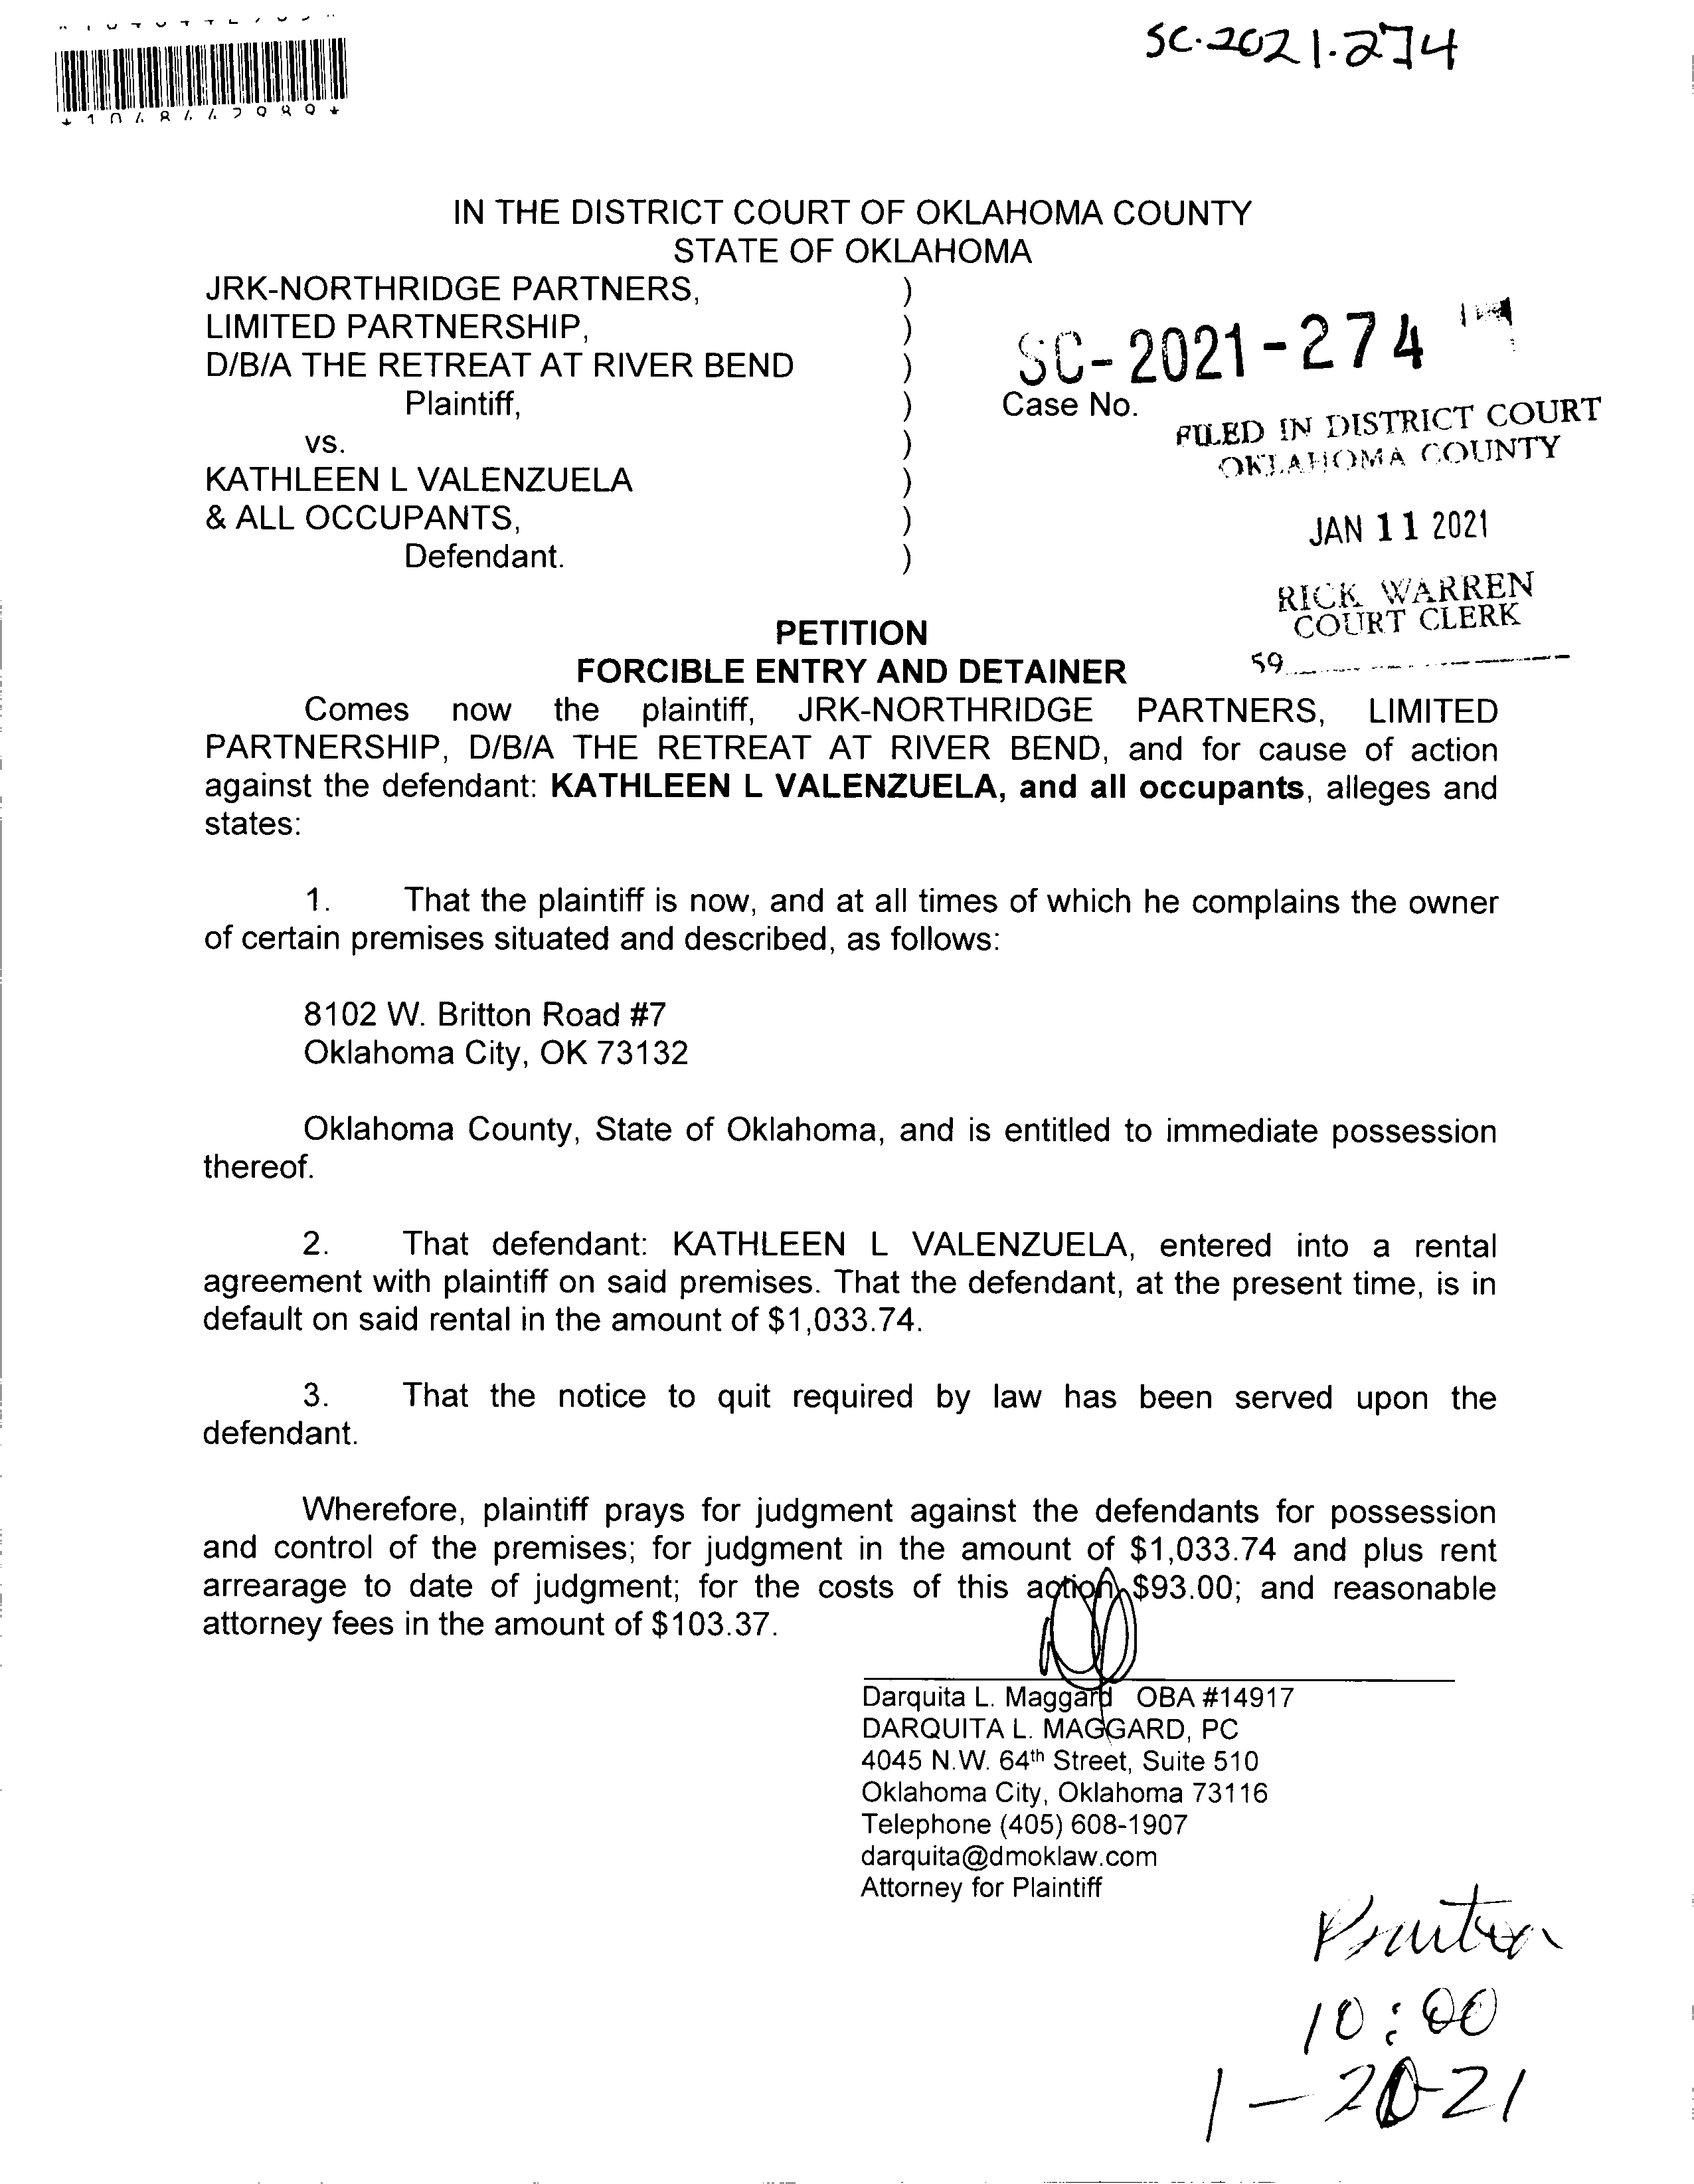 SC-2021-274
IN THE DISTRICT COURT OF OKLAHOMA COUNTY
STATE OF OKLAHOMA
JRK-NORTHRIDGE PARTNERS, )
LIMITED PARTNERSHIP, )
D/B/A THE RETREAT AT RIVER BEND )
Plaintiff, )
vs. )
KATHLEEN L VALENZUELA )
& ALL OCCUPANTS, )
Defendant. )
SC-2021-274
Case No.
FILED IN DISTRICT COURT
OKLAHOMA COUNTY
JAN 11 2021
RICK WARREN
COURT CLERK
59
PETITION
FORCIBLE ENTRY AND DETAINER
Comes now the plaintiff, JRK-NORTHRIDGE PARTNERS, LIMITED
PARTNERSHIP, D/B/A THE RETREAT AT RIVER BEND, and for cause of action
against the defendant: KATHLEEN L VALENZUELA, and all occupants, alleges and
states:
1. That the plaintiff is now, and at all times of which he complains the owner
of certain premises situated and described, as follows:
8102 W. Britton Road #7
Oklahoma City, OK 73132
Oklahoma County, State of Oklahoma, and is entitled to immediate possession
thereof.
2. That defendant: KATHLEEN L VALENZUELA, entered into a rental
agreement with plaintiff on said premises. That the defendant, at the present time, is in
default on said rental in the amount of $1,033.74.
3. That the notice to quit required by law has been served upon the
defendant.
Wherefore, plaintiff prays for judgment against the defendants for possession
and control of the premises; for judgment in the amount of $1,033.74 and plus rent
arrearage to date of judgment; for the costs of this action $93.00; and reasonable
attorney fees in the amount of $103.37.
Darquita L. Maggard OBA #14917
DARQUITA L. MAGGARD, PC
4045 N.W. 64th Street, Suite 510
Oklahoma City, Oklahoma 73116
Telephone (405) 608-1907
darquita@dmoklaw.com
Attorney for Plaintiff
10:00
1-20-21